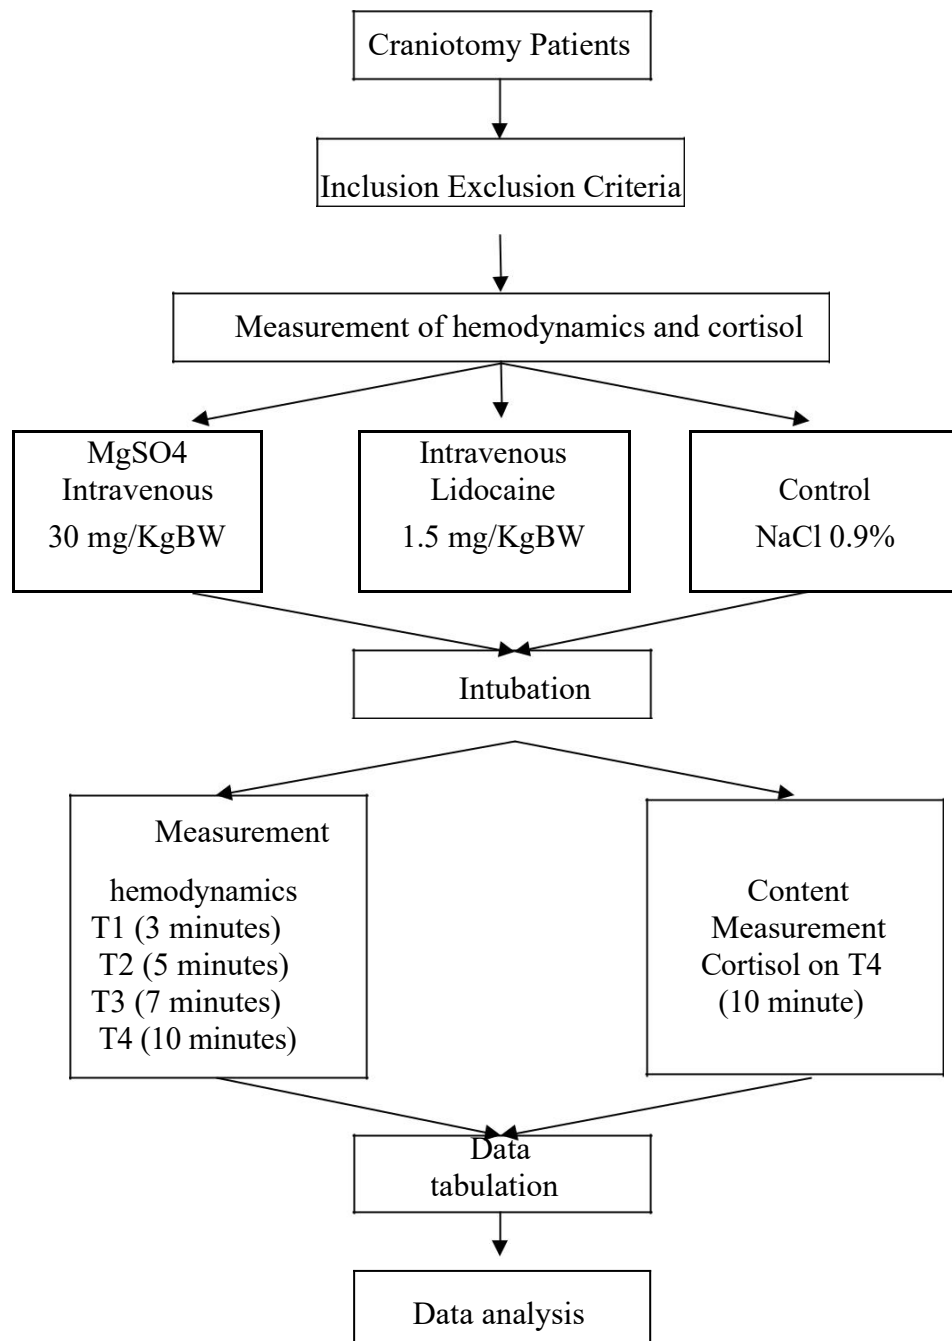 Craniotomy Patients
Inclusion Exclusion Criteria
Measurement of hemodynamics and cortisol
MgSO4
Intravenous
30 mg/KgBW
Intravenous
Lidocaine
1.5 mg/KgBW
Control
NaCl 0.9%
Intubation
Measurement
hemodynamics
T1 (3 minutes)
T2 (5 minutes)
T3 (7 minutes)
T4 (10 minutes)
Content
Measurement
Cortisol on T4
(10 minute)
Data
tabulation
Data analysis